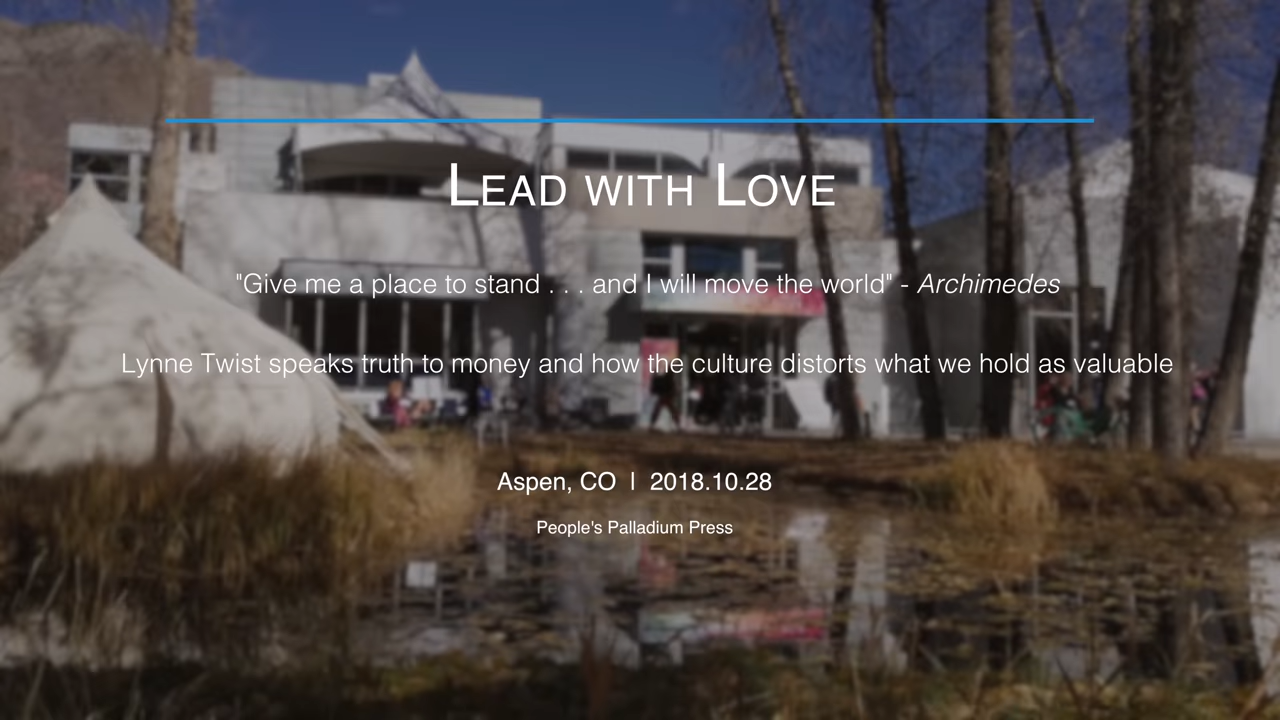 Lead with Love
"Give me a place to stand . . . and I will move the world" - Archimedes
Lynne Twist speaks truth to money and how the culture distorts what we hold as valuable
Aspen, CO | 2018.10.28
People's Palladium Press